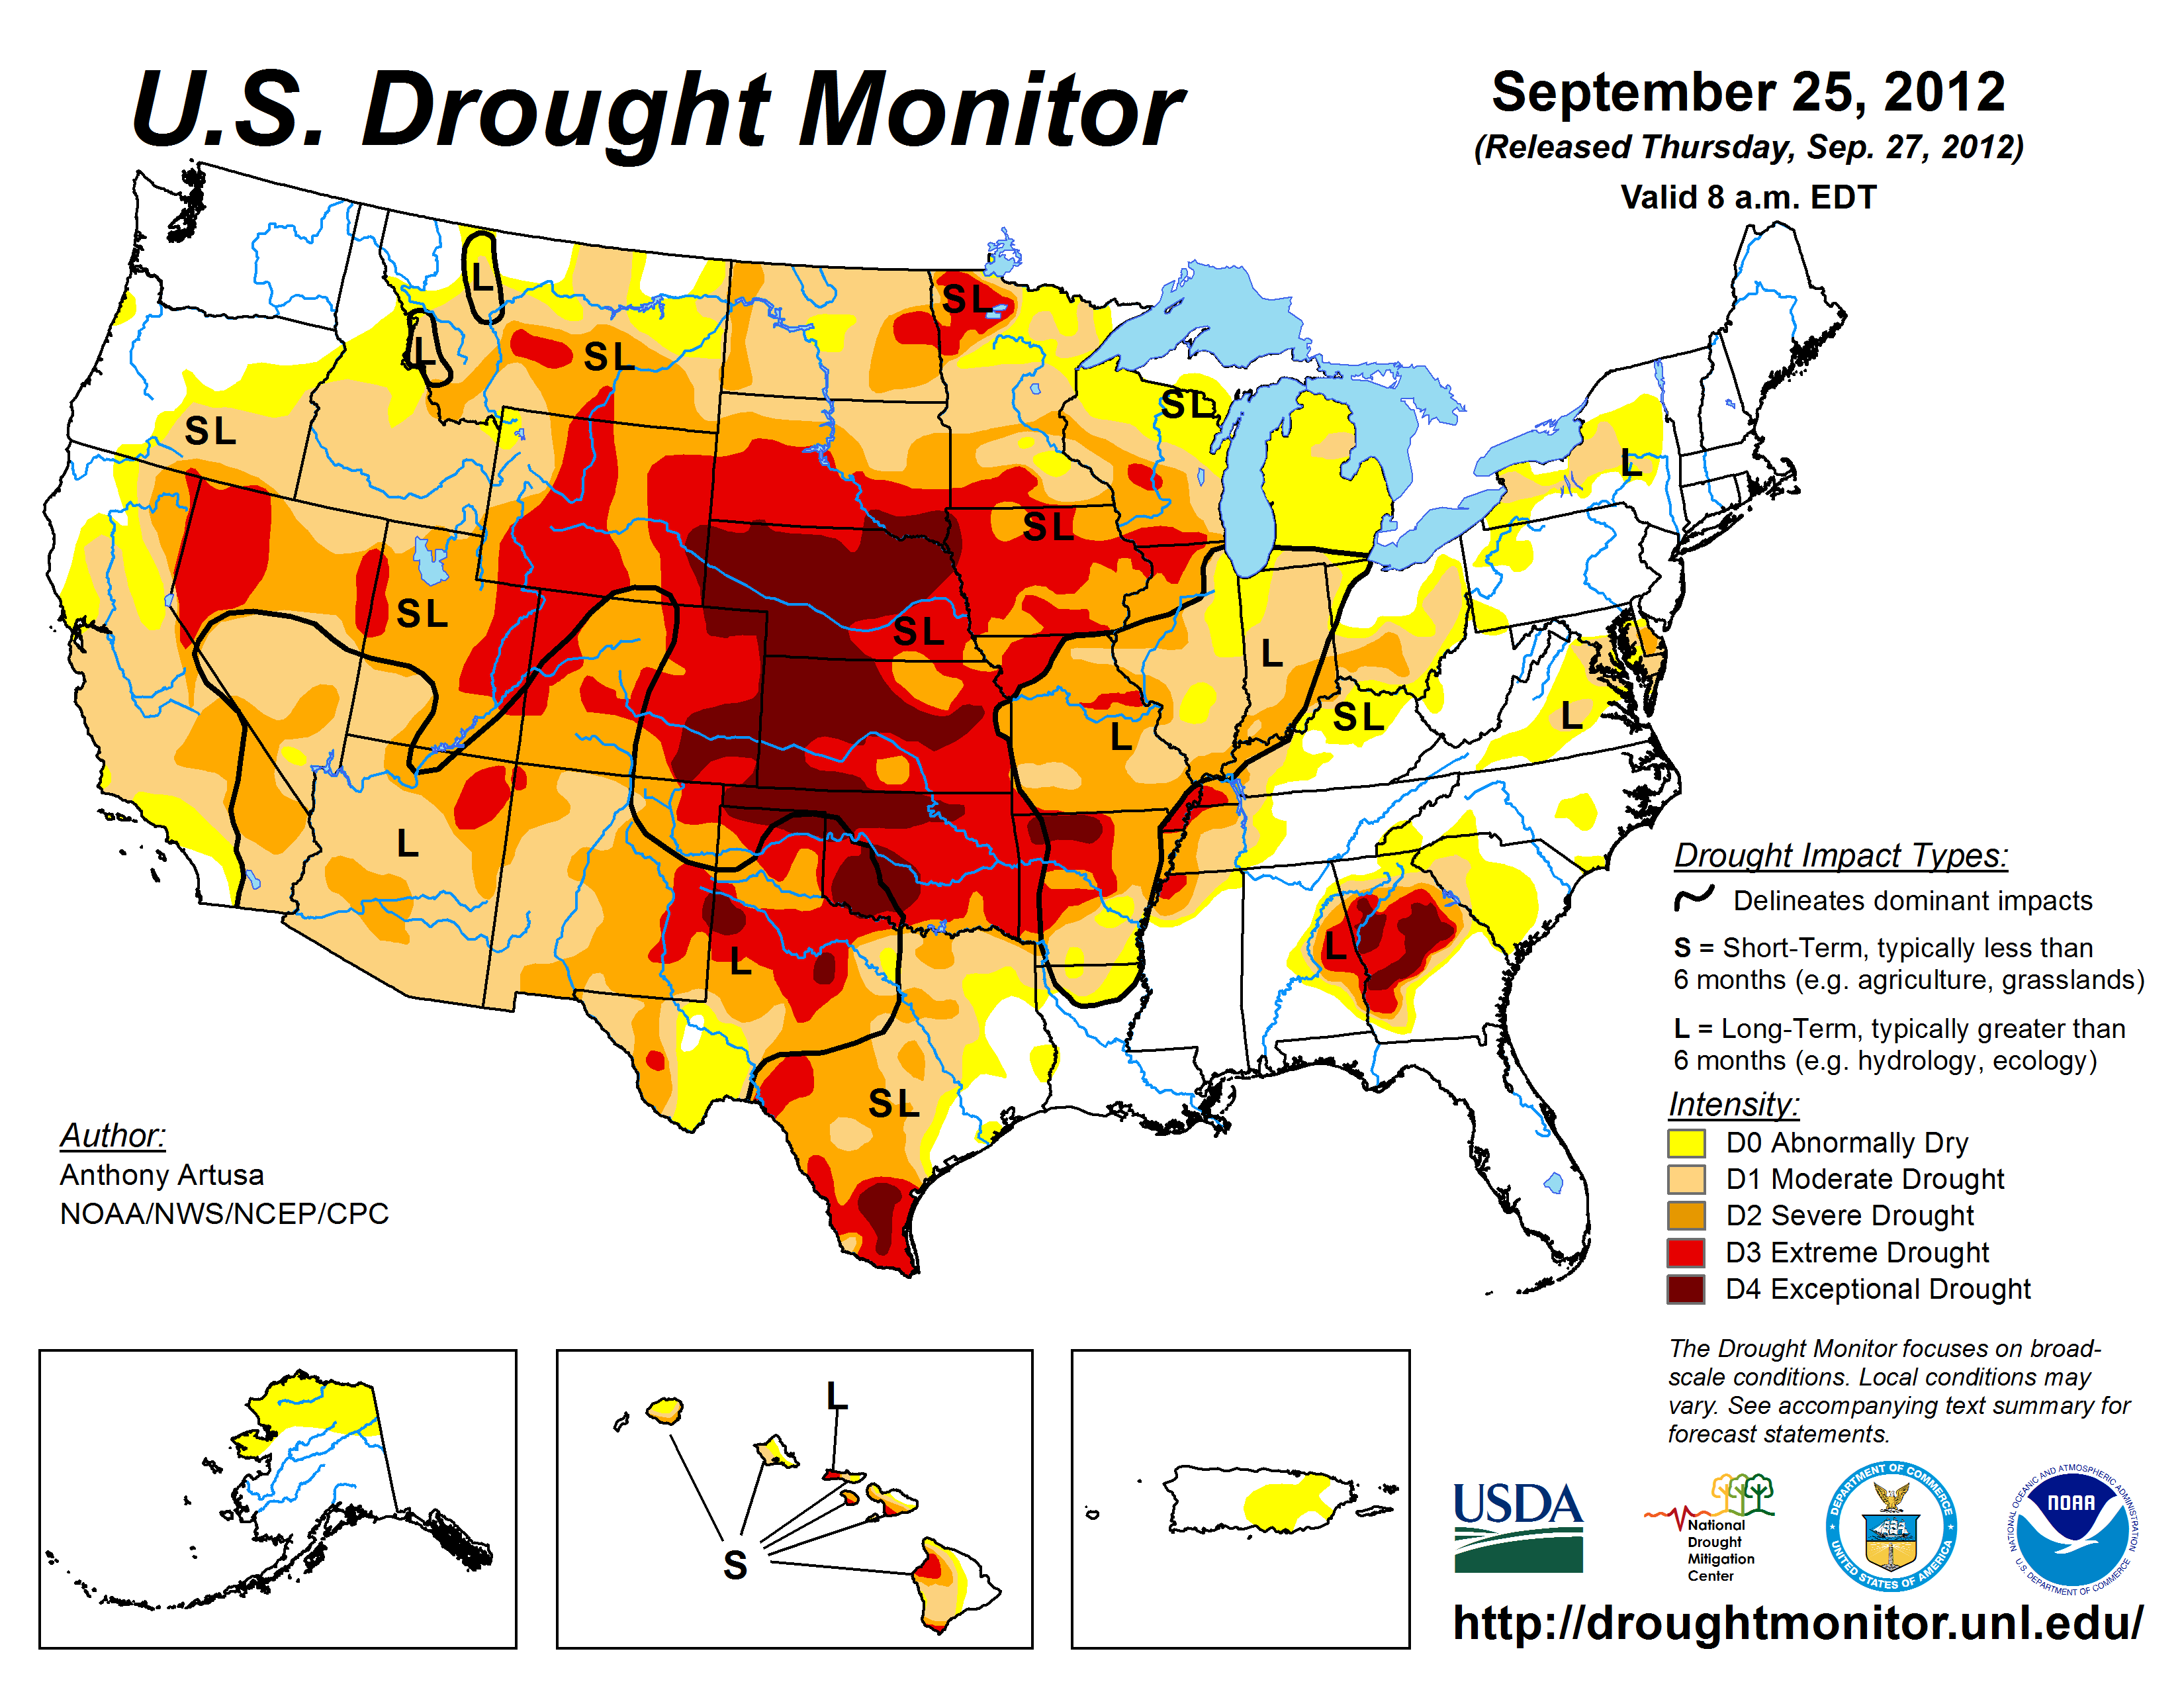 U.S. Drought Monitor
September 25, 2012
(Released Thursday, Sep. 27, 2012)
Valid 8 a.m. EDT
L
SL
L
SL
SL
SL
L
SL
SL
SL
SL
L
SL
L
L
L
L
L
L
SL
Drought Impact Types:
Delineates dominant impacts
S = Short-Term, typically less than
6 months (e.g. agriculture, grasslands)
L = Long-Term, typically greater than
6 months (e.g. hydrology, ecology)
Intensity:
D0 Abnormally Dry
D1 Moderate Drought
D2 Severe Drought
D3 Extreme Drought
D4 Exceptional Drought
Author:
Anthony Artusa
NOAA/NWS/NCEP/CPC
The Drought Monitor focuses on broad-
scale conditions. Local conditions may
vary. See accompanying text summary for
forecast statements.
L
S
USDA
National
Drought
Mitigation
Center
DEPARTMENT OF COMMERCE
UNITED STATES OF AMERICA
NATIONAL OCEANIC AND ATMOSPHERIC ADMINISTRATION
NOAA
U.S. DEPARTMENT OF COMMERCE
http://droughtmonitor.unl.edu/